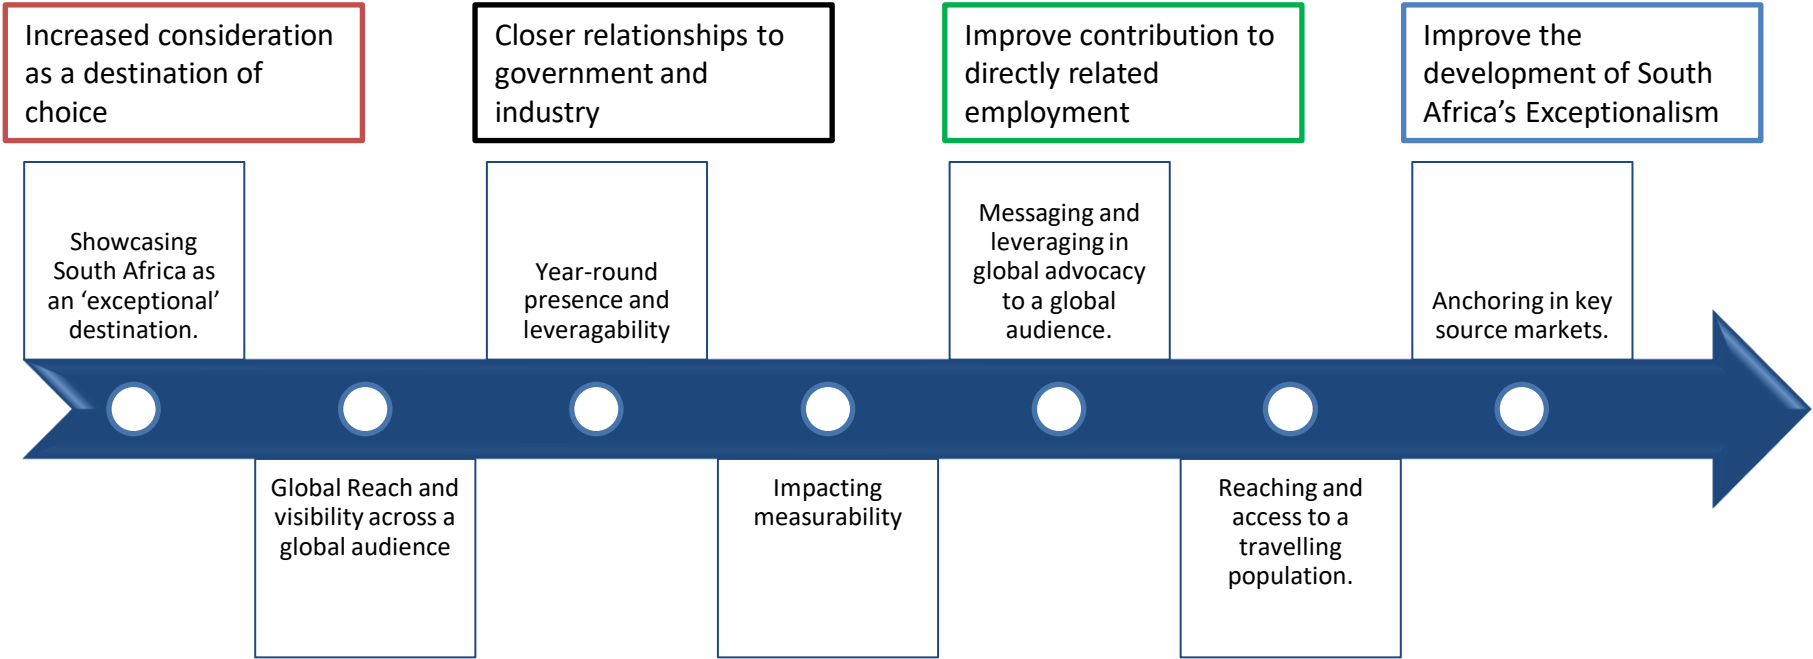 Increased consideration
as a destination of
choice
Closer relationships to
government and
industry
Improve contribution to
directly related
employment
Improve the
development of South
Africa’s Exceptionalism
Showcasing
South Africa as
an ‘exceptional’
destination.
Global Reach and
visibility across a
global audience
Year-round
presence and
leveragability
Impacting
measurability
Messaging and
leveraging in
global advocacy
to a global
audience.
Reaching and
access to a
travelling
population.
Anchoring in key
source markets.